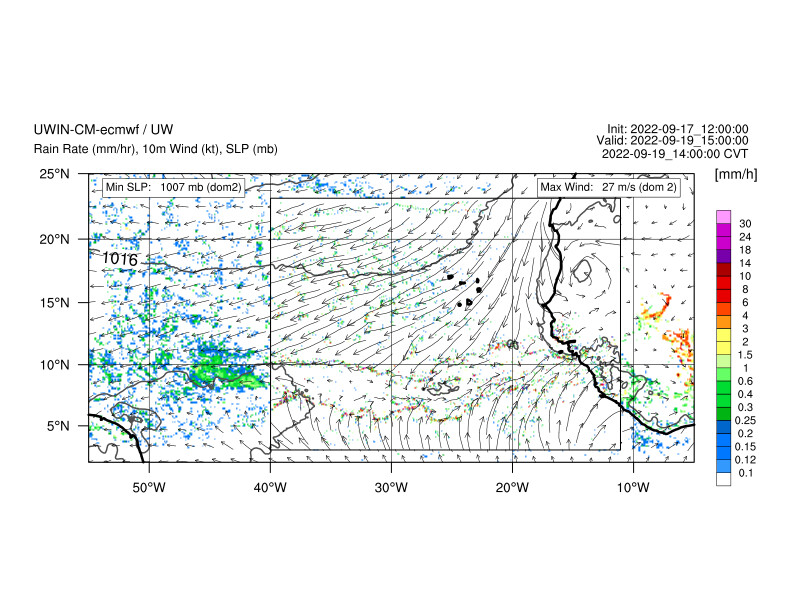 UWIN-CM-ecmwf / UW
Init: 2022-09-17_12:00:00
Valid: 2022-09-19_15:00:00
Rain Rate (mm/hr), 10m Wind (kt), SLP (mb)
2022-09-19_14:00:00 CVT
25°N
[mm/h]
Min SLP: 1007 mb (dom2)
Max Wind: 27 m/s (dom 2)
20°N
1016
15°N
10°N
5°N
50°W 40°W 30°W 20°W 10°W
30
24
18
14
10
8
6
4
3
2
1.5
1
0.6
0.4
0.3
0.25
0.2
0.15
0.12
0.1